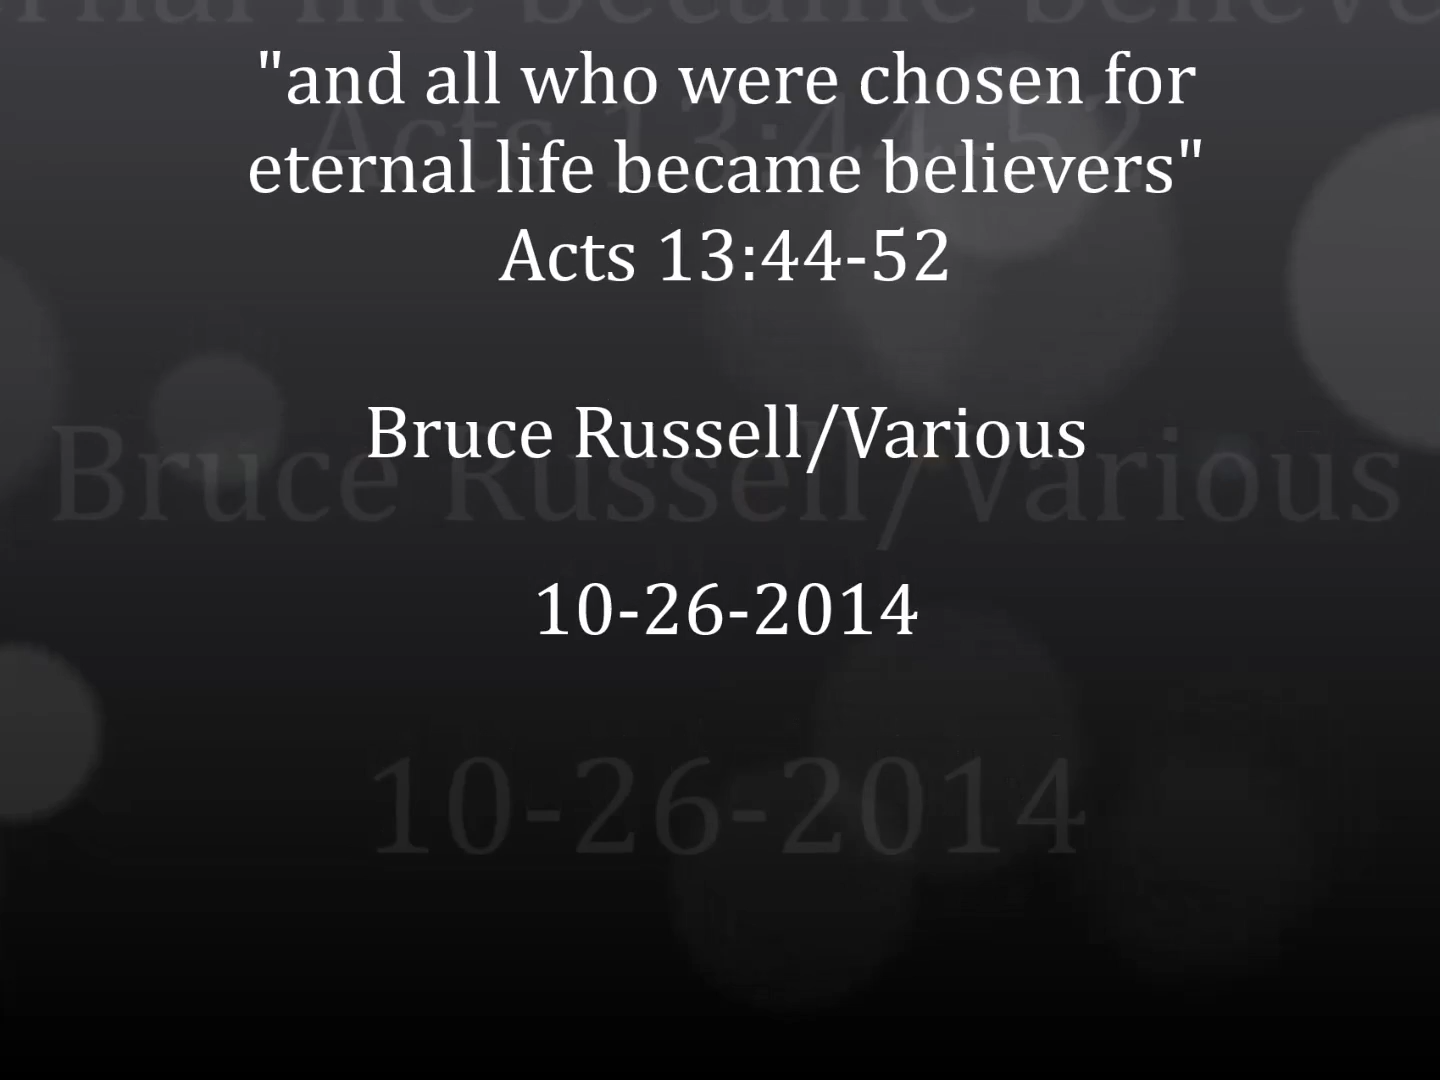 "and all who were chosen for
eternal life became believers"
Acts 13:44-52
Bruce Russell/Various
10-26-2014